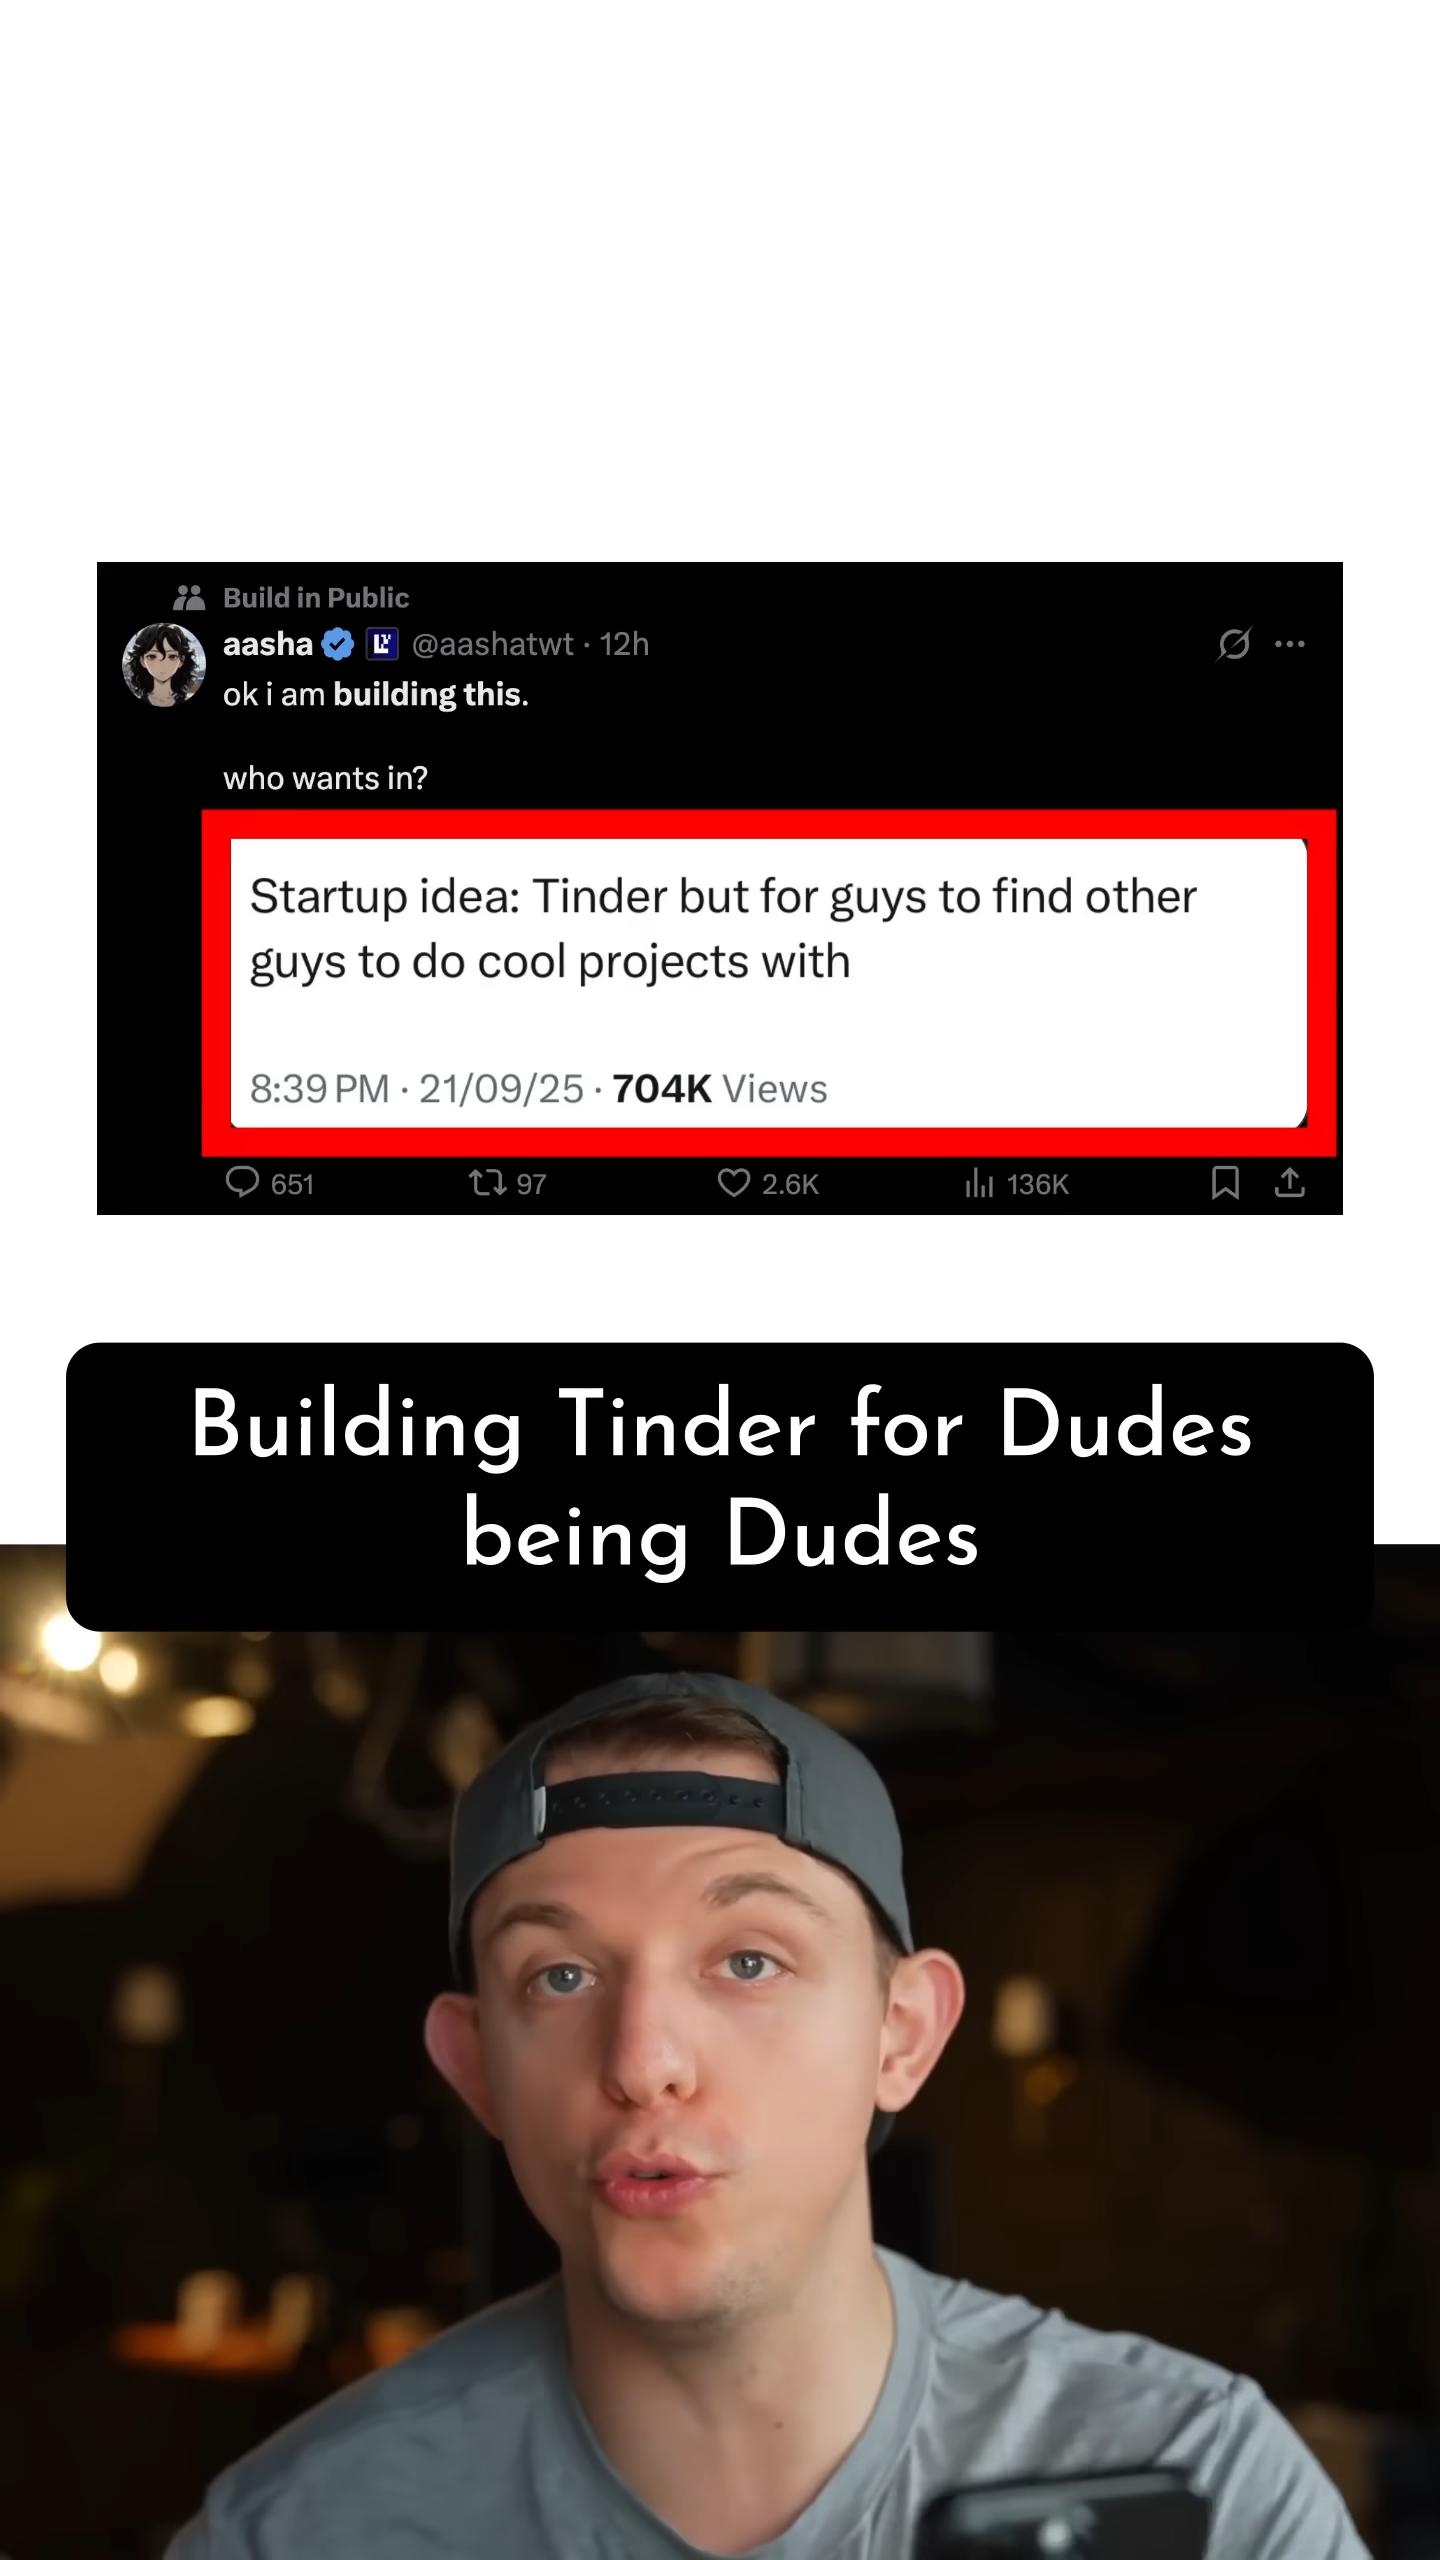 Build in Public
aasha @aashatwt · 12h
ok i am building this.
who wants in?
Startup idea: Tinder but for guys to find other
guys to do cool projects with
8:39 PM · 21/09/25 · 704K Views
651 97 2.6K 136K
Building Tinder for Dudes
being Dudes